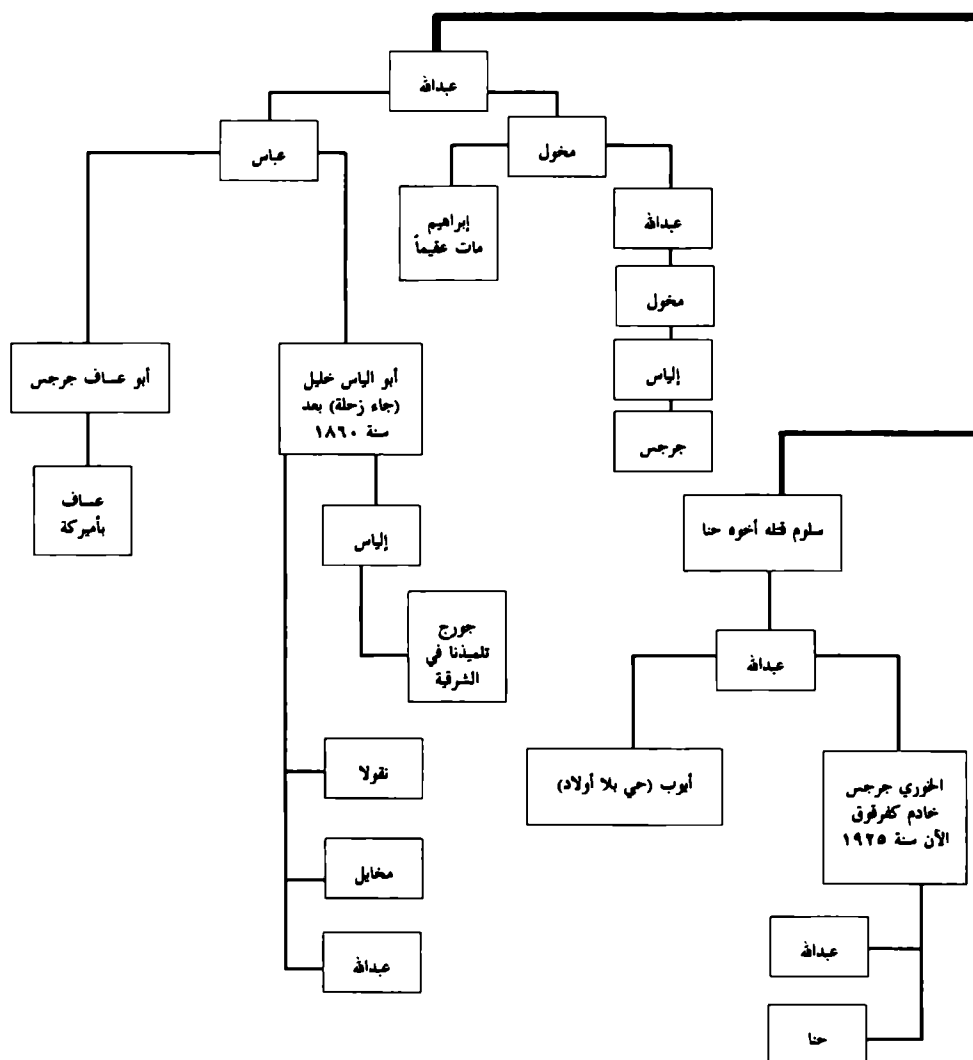 عبدالله
مخول
عباس
إبراهيم
مات عقيماً
عبدالله
مخول
أبو الياس خليل
(جاء زحلة) بعد
سنة ١٨٦٠
أبو عساف جرجس
إلياس
جرجس
عساف
بأميركة
سلوم قتله أخوه حنا
إلياس
جورج
تلميذنا في
الشرقية
عبدالله
الخوري جرجس
خادم كفرقوق
الآن سنة ١٩٢٥
أيوب (حي بلا أولاد)
نقولا
مخايل
عبدالله
عبدالله
حنا